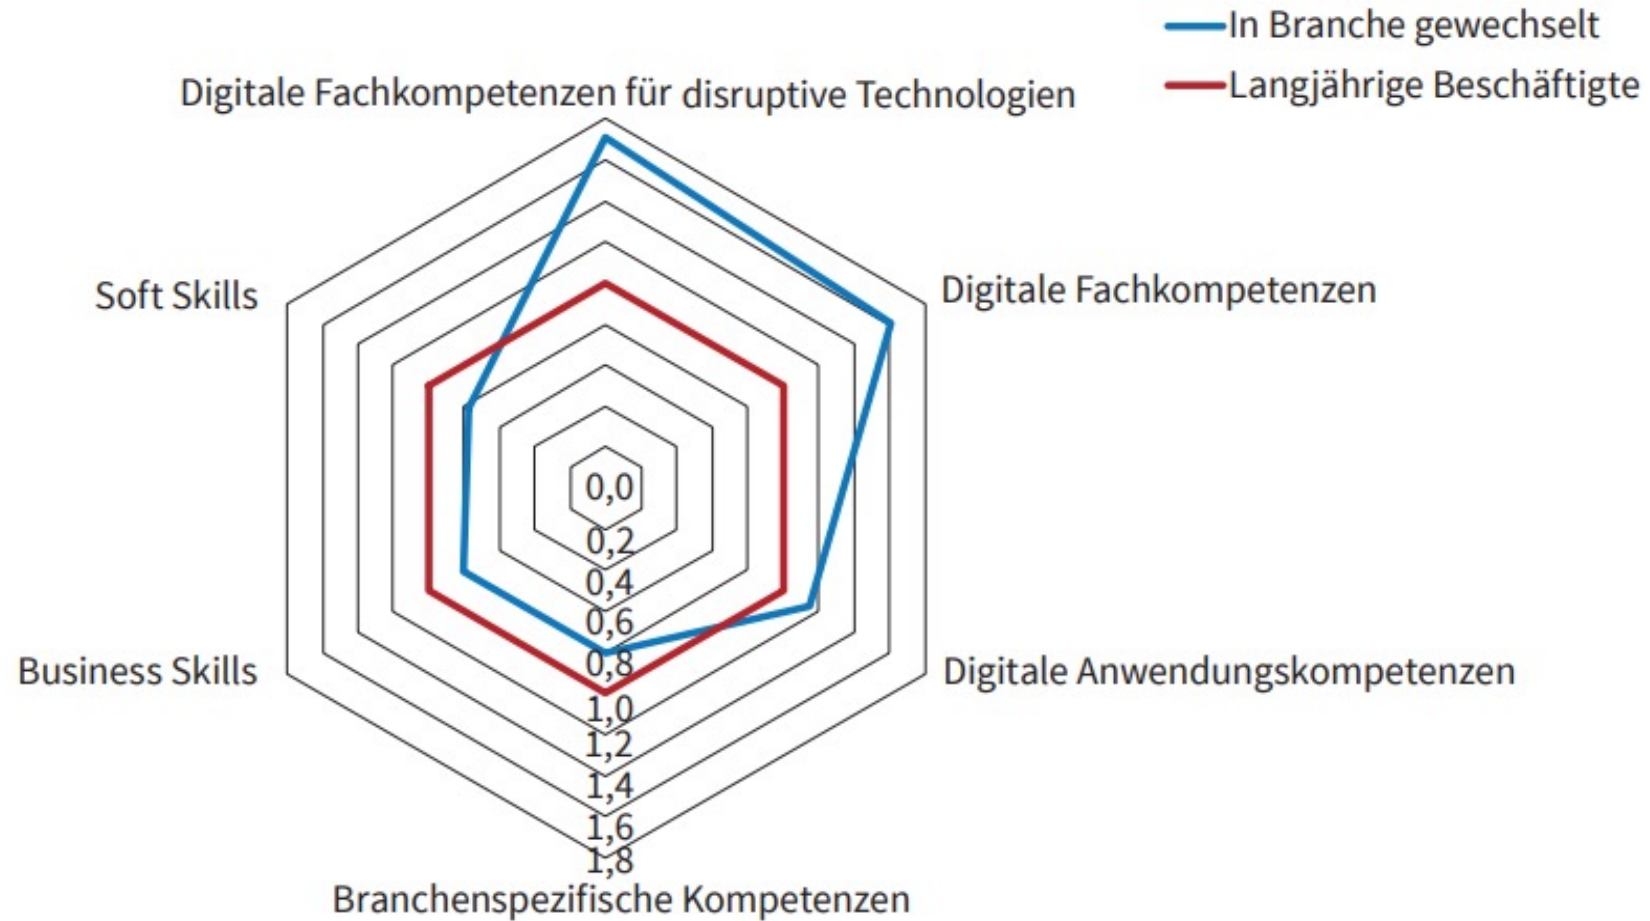 In Branche gewechselt
Langjährige Beschäftigte
Digitale Fachkompetenzen für disruptive Technologien
Soft Skills
Digitale Fachkompetenzen
0,0
0,2
0,4
0,6
0,8
1,0
1,2
1,4
1,6
1,8
Business Skills
Digitale Anwendungskompetenzen
Branchenspezifische Kompetenzen